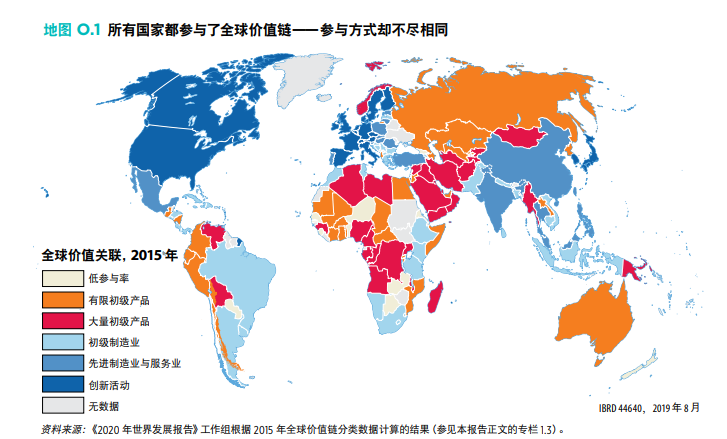 地图 O.1 所有国家都参与了全球价值链——参与方式却不尽相同
全球价值关联，2015年
低参与率
有限初级产品
大量初级产品
初级制造业
先进制造业与服务业
创新活动
无数据
IBRD 44640， 2019 年 8 月
资料来源：《2020 年世界发展报告》工作组根据 2015 年全球价值链分类数据计算的结果（参见本报告正文的专栏 1.3）。